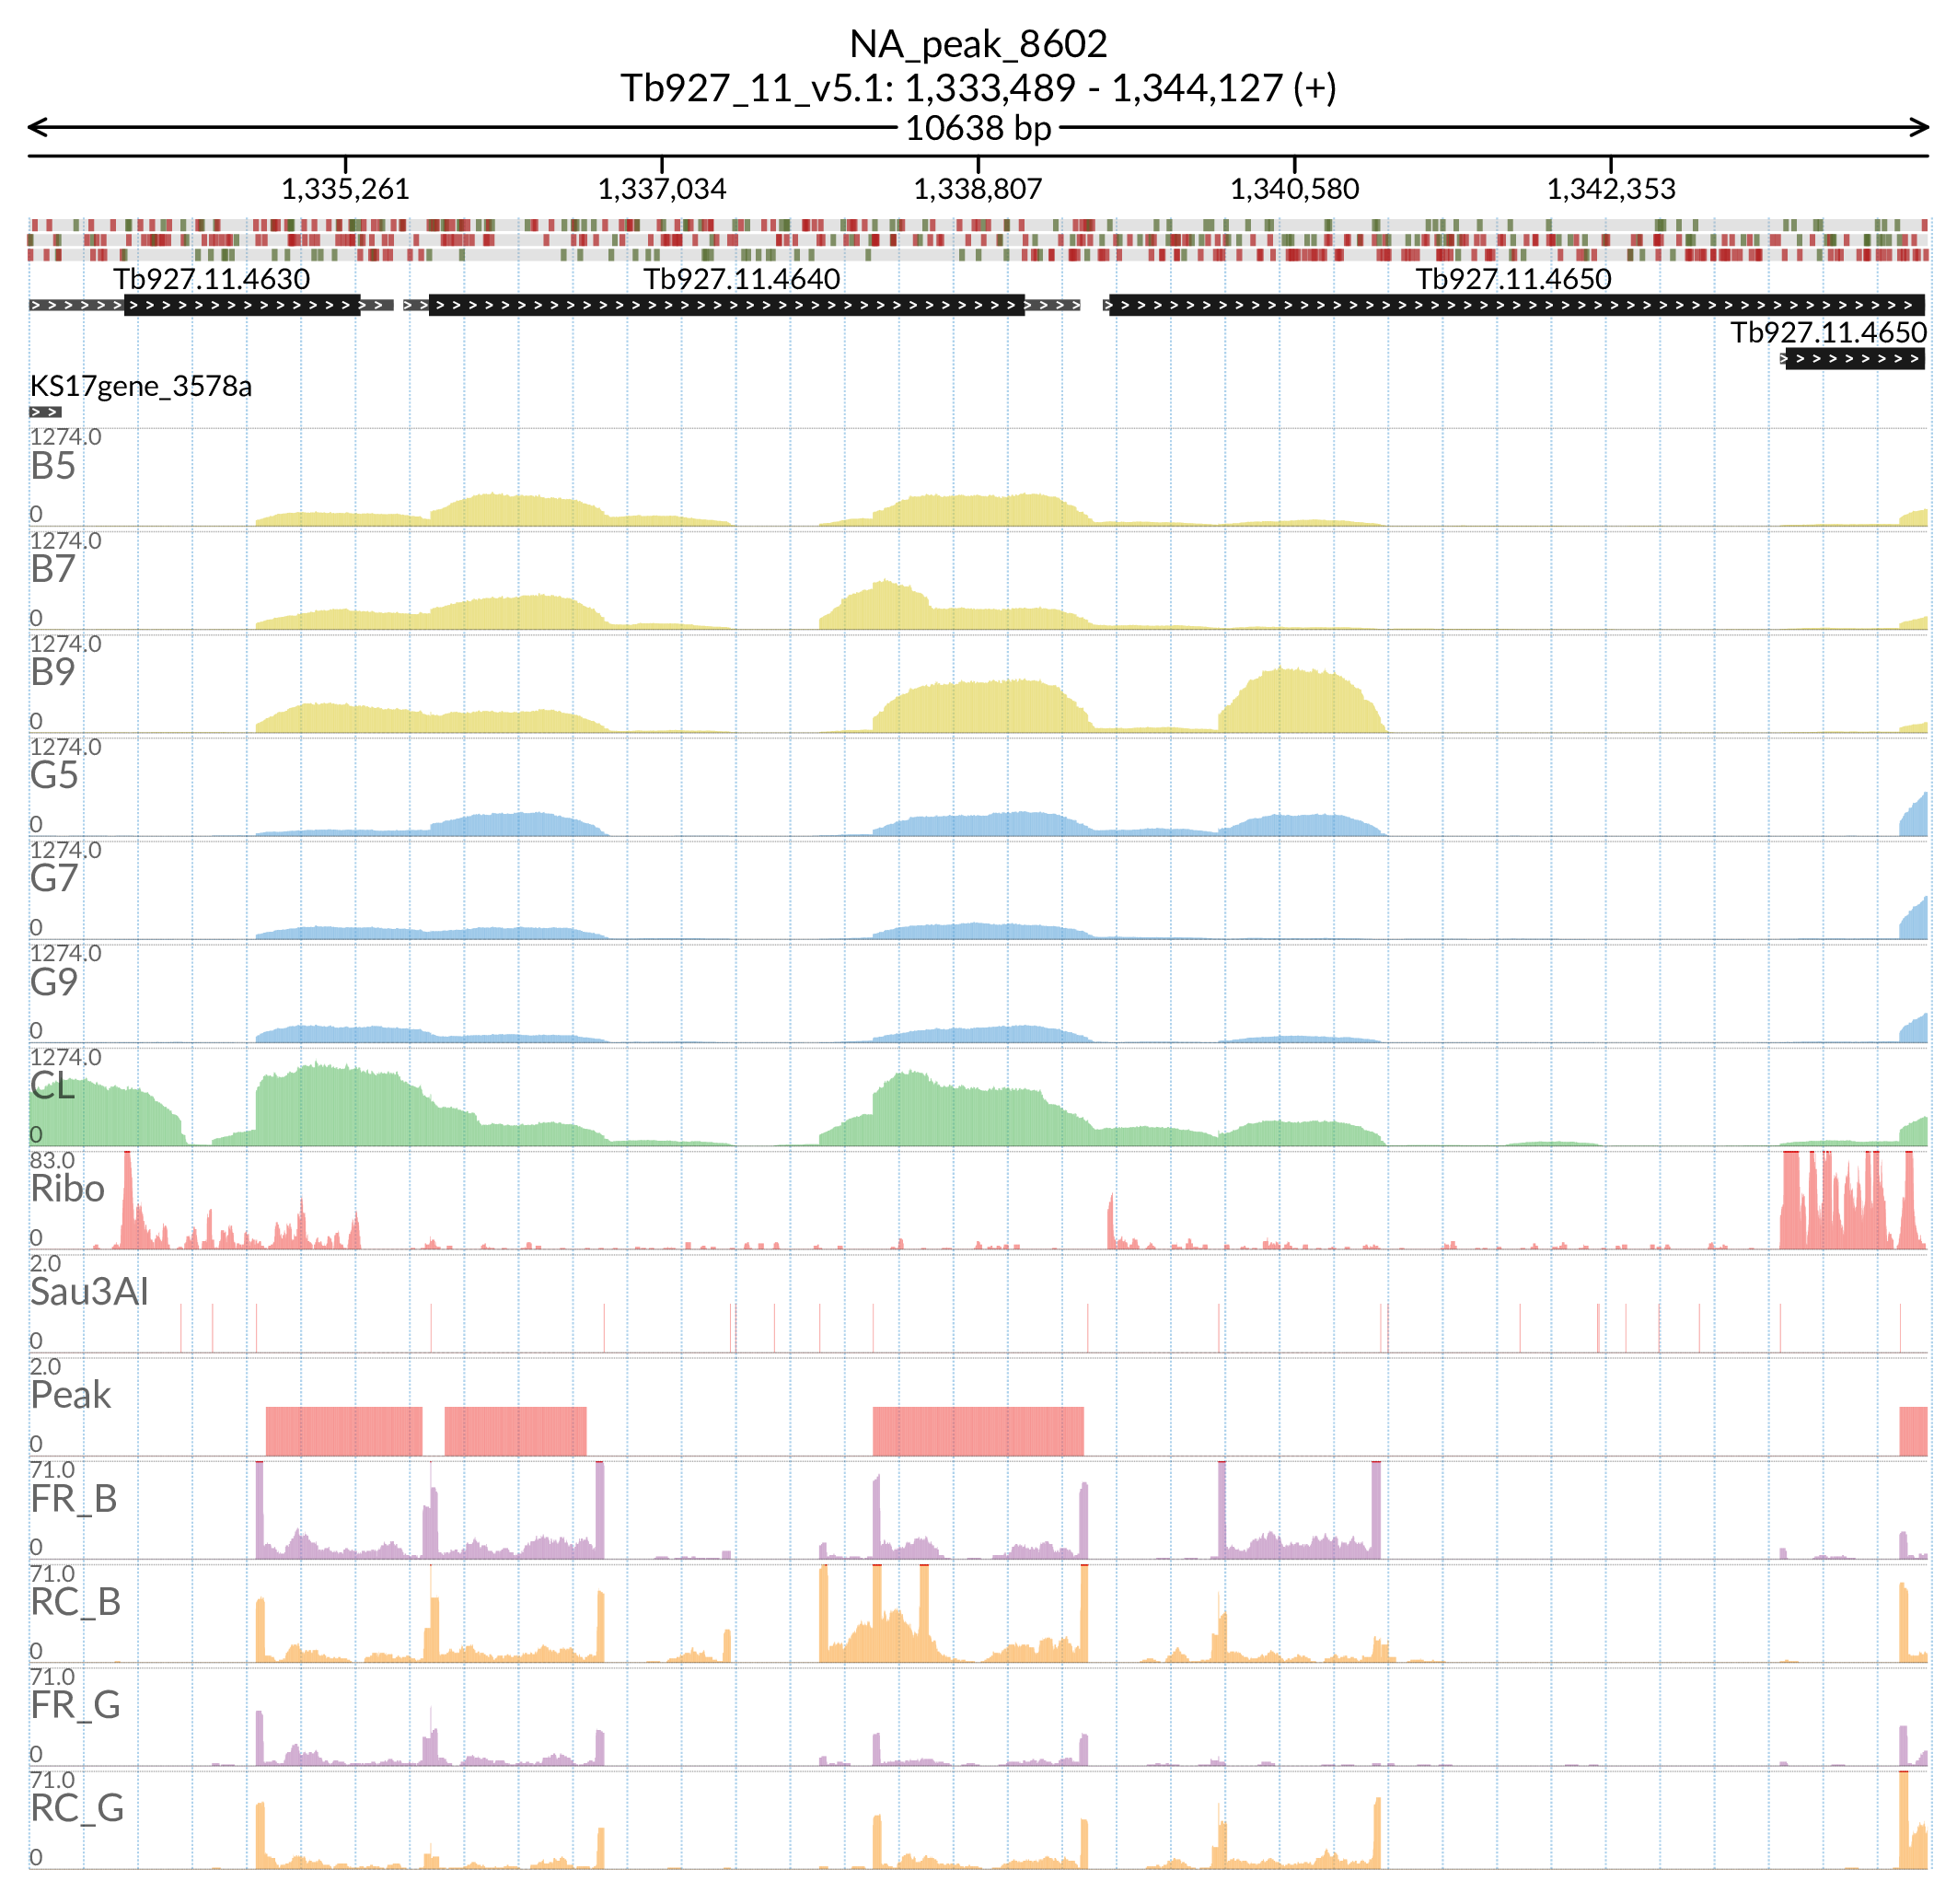 NA_peak_8602
Tb927_11_v5.1: 1,333,489 - 1,344,127 (+)
10638 bp
1,335,261 1,337,034 1,338,807 1,340,580 1,342,353
Tb927.11.4630 Tb927.11.4640 Tb927.11.4650
Tb927.11.4650
KS17gene_3578a
1274.0
B5
0
1274.0
B7
0
1274.0
B9
0
1274.0
G5
0
1274.0
G7
0
1274.0
G9
0
1274.0
CL
0
83.0
Ribo
0
2.0
Sau3AI
0
2.0
Peak
0
71.0
FR_B
0
71.0
RC_B
0
71.0
FR_G
0
71.0
RC_G
0